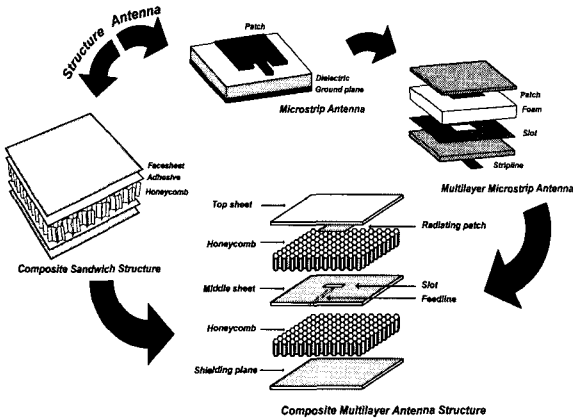 Structure Antenna
Patch
Dielectric
Ground plane
Microstrip Antenna
Patch
Foam
Slot
Stripline
Multilayer Microstrip Antenna
Facesheet
Adhesive
Honeycomb
Composite Sandwich Structure
Top sheet
Radiating patch
Honeycomb
Middle sheet
Slot
Feedline
Honeycomb
Shielding plane
Composite Multilayer Antenna Structure